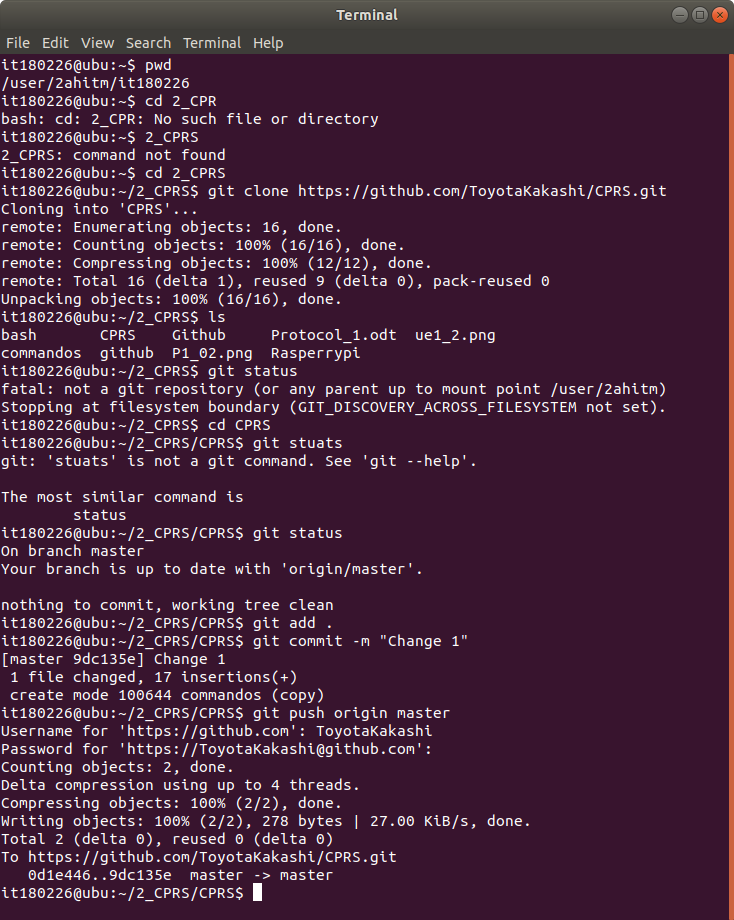 Terminal
File Edit View Search Terminal Help
it180226@ubu:~$ pwd
/user/2ahitm/it180226
it180226@ubu:~$ cd 2_CPR
bash: cd: 2_CPR: No such file or directory
it180226@ubu:~$ 2_CPRS
2_CPRS: command not found
it180226@ubu:~$ cd 2_CPRS
it180226@ubu:~/2_CPRS$ git clone https://github.com/ToyotaKakashi/CPRS.git
Cloning into 'CPRS'...
remote: Enumerating objects: 16, done.
remote: Counting objects: 100% (16/16), done.
remote: Compressing objects: 100% (12/12), done.
remote: Total 16 (delta 1), reused 9 (delta 0), pack-reused 0
Unpacking objects: 100% (16/16), done.
it180226@ubu:~/2_CPRS$ ls
bash       CPRS    Github     Protocol_1.odt  ue1_2.png
commandos  github  P1_02.png  Rasperrypi
it180226@ubu:~/2_CPRS$ git status
fatal: not a git repository (or any parent up to mount point /user/2ahitm)
Stopping at filesystem boundary (GIT_DISCOVERY_ACROSS_FILESYSTEM not set).
it180226@ubu:~/2_CPRS$ cd CPRS
it180226@ubu:~/2_CPRS/CPRS$ git stuats
git: 'stuats' is not a git command. See 'git --help'.

The most similar command is
        status
it180226@ubu:~/2_CPRS/CPRS$ git status
On branch master
Your branch is up to date with 'origin/master'.

nothing to commit, working tree clean
it180226@ubu:~/2_CPRS/CPRS$ git add .
it180226@ubu:~/2_CPRS/CPRS$ git commit -m "Change 1"
[master 9dc135e] Change 1
 1 file changed, 17 insertions(+)
 create mode 100644 commandos (copy)
it180226@ubu:~/2_CPRS/CPRS$ git push origin master
Username for 'https://github.com': ToyotaKakashi
Password for 'https://ToyotaKakashi@github.com':
Counting objects: 2, done.
Delta compression using up to 4 threads.
Compressing objects: 100% (2/2), done.
Writing objects: 100% (2/2), 278 bytes | 27.00 KiB/s, done.
Total 2 (delta 0), reused 0 (delta 0)
To https://github.com/ToyotaKakashi/CPRS.git
   0d1e446..9dc135e  master -> master
it180226@ubu:~/2_CPRS/CPRS$